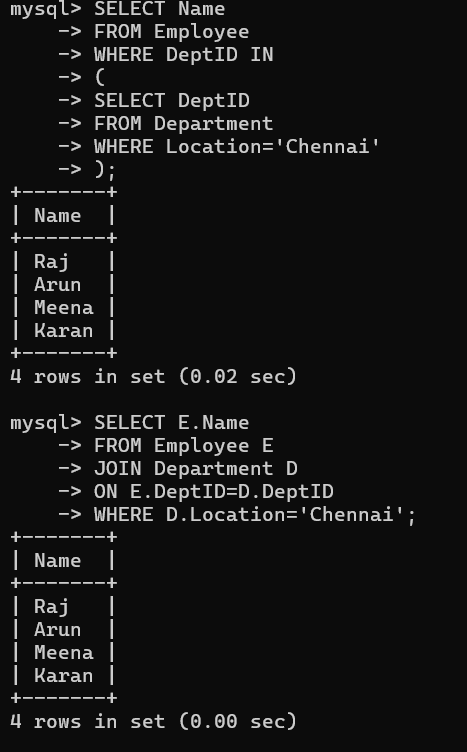 mysql> SELECT Name
    -> FROM Employee
    -> WHERE DeptID IN
    -> (
    -> SELECT DeptID
    -> FROM Department
    -> WHERE Location='Chennai'
    -> );
+-------+
| Name  |
+-------+
| Raj   |
| Arun  |
| Meena |
| Karan |
+-------+
4 rows in set (0.02 sec)

mysql> SELECT E.Name
    -> FROM Employee E
    -> JOIN Department D
    -> ON E.DeptID=D.DeptID
    -> WHERE D.Location='Chennai';
+-------+
| Name  |
+-------+
| Raj   |
| Arun  |
| Meena |
| Karan |
+-------+
4 rows in set (0.00 sec)